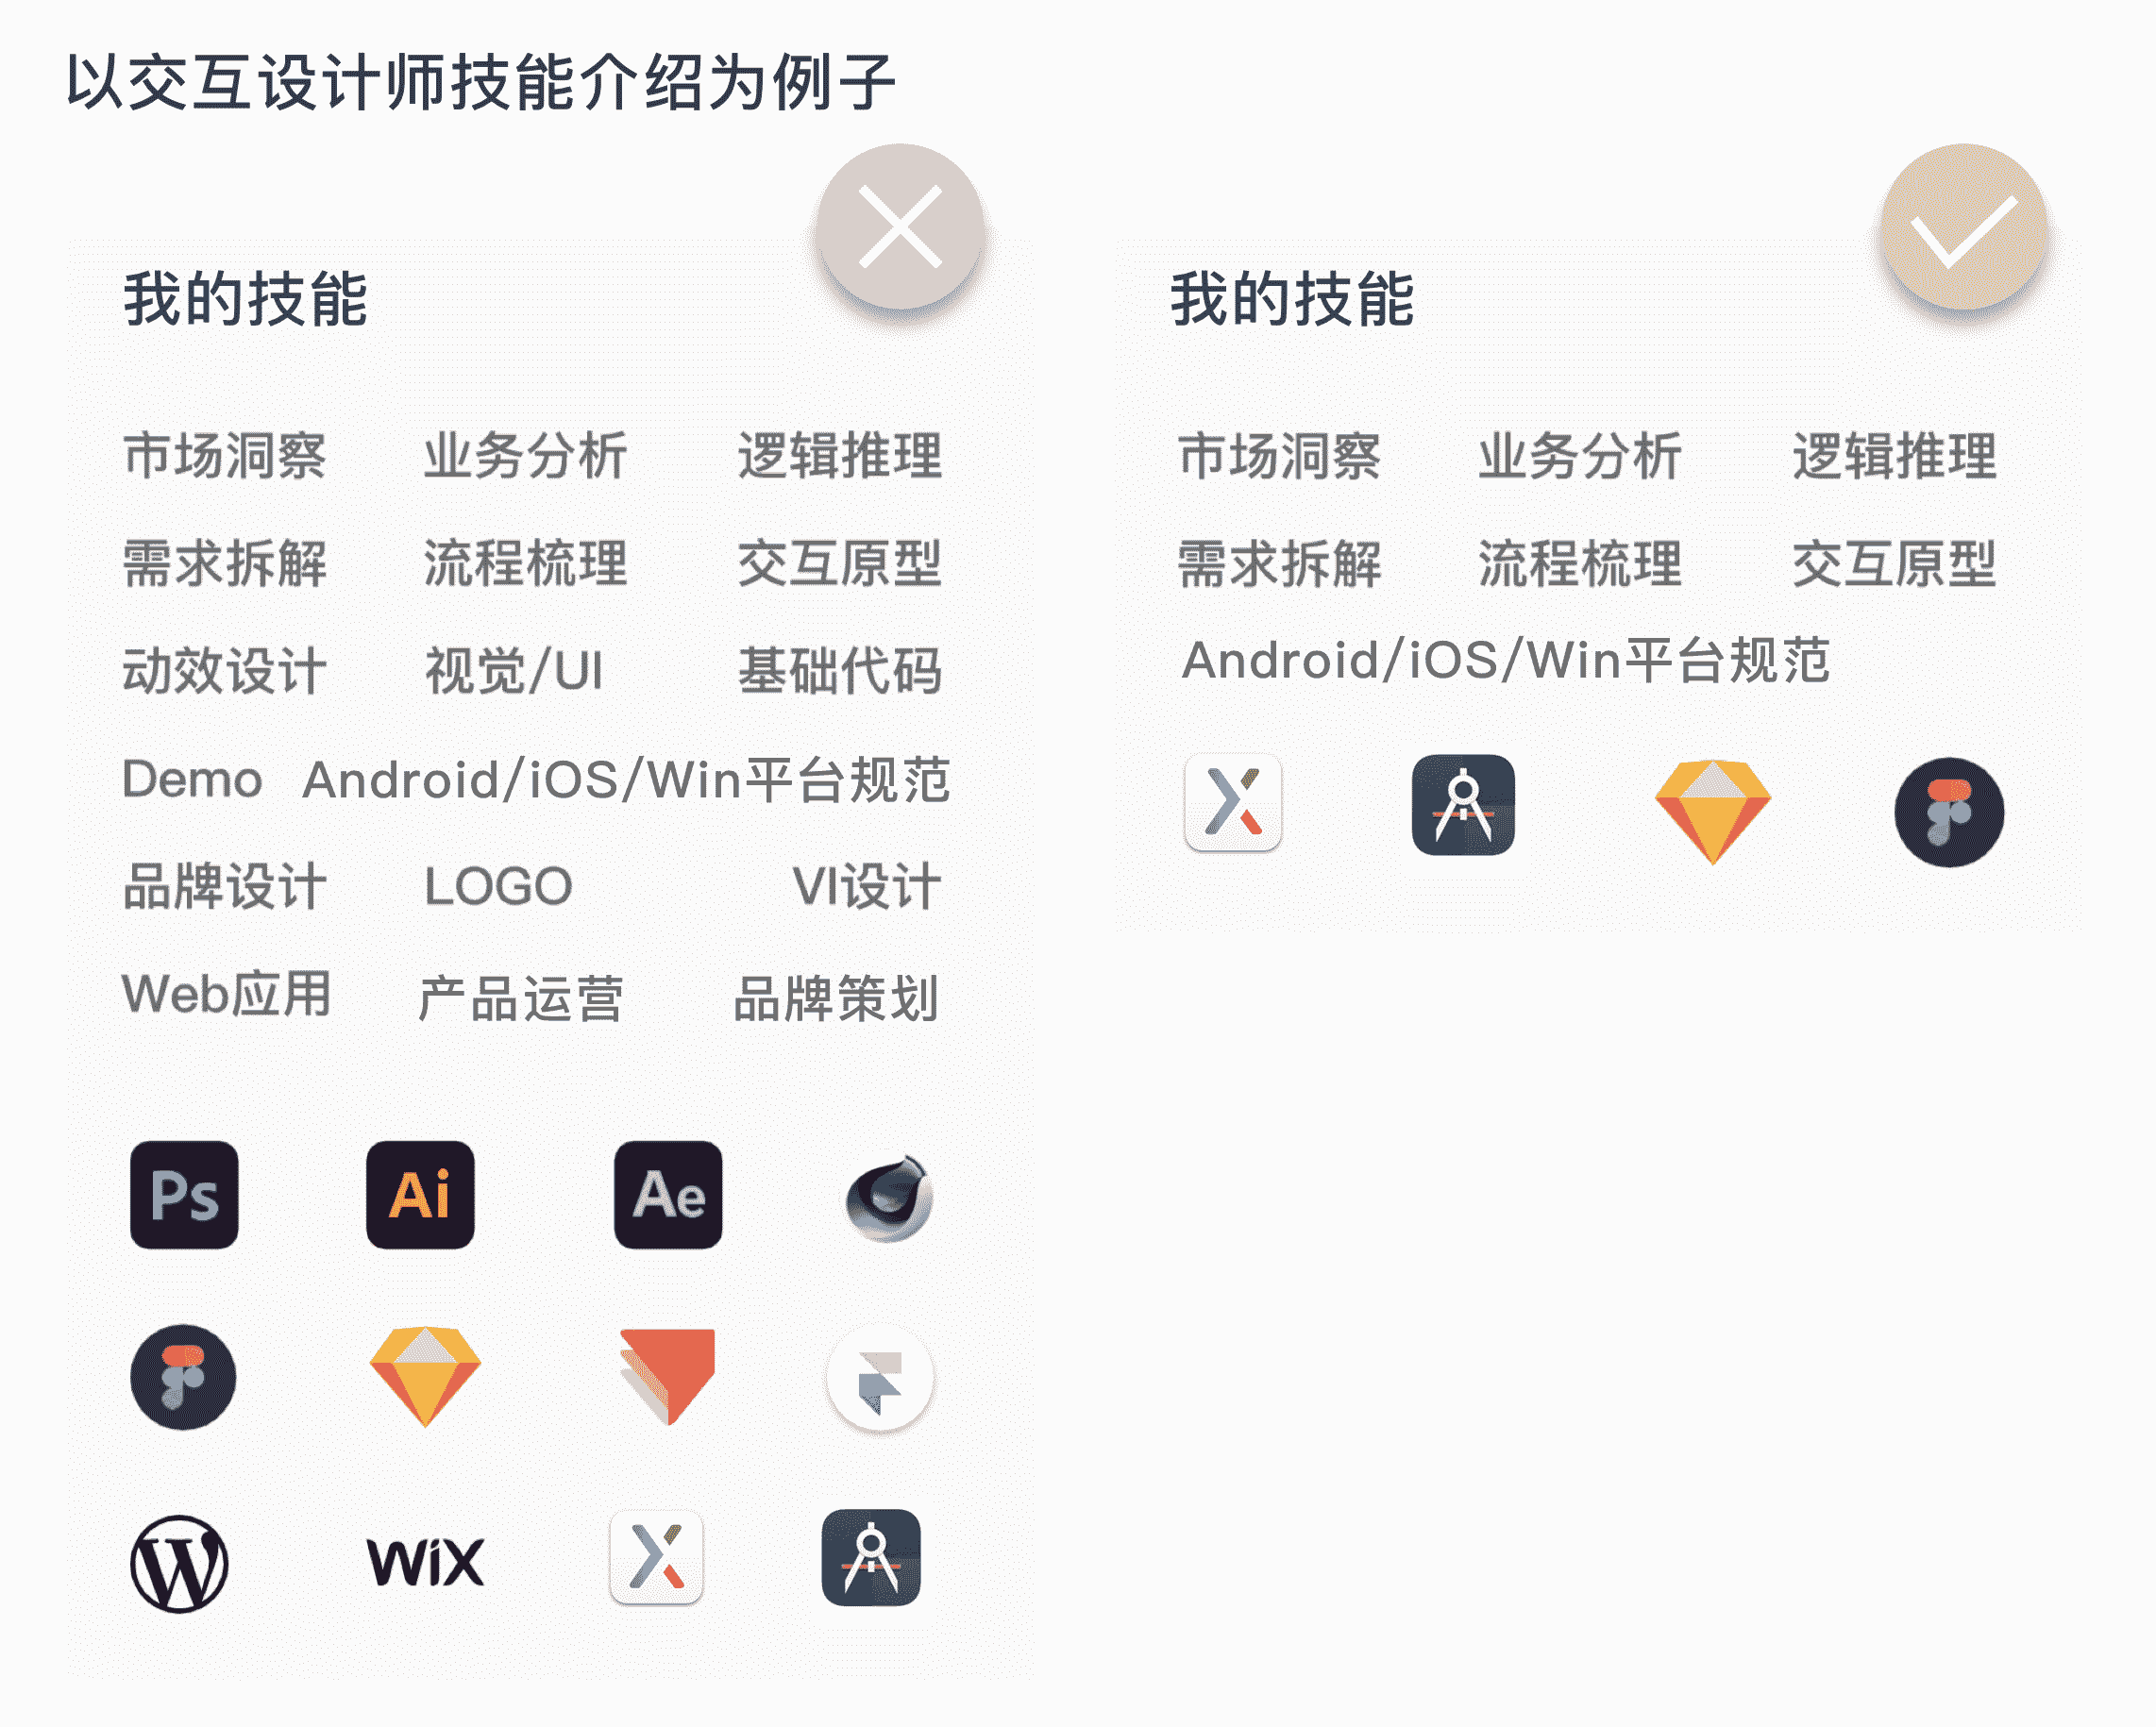 以交互设计师技能介绍为例子
我的技能
市场洞察 业务分析 逻辑推理
需求拆解 流程梳理 交互原型
动效设计 视觉/UI 基础代码
Demo Android/iOS/Win平台规范
品牌设计 LOGO VI设计
Web应用 产品运营 品牌策划
Ps Ai Ae
W WiX X
我的技能
市场洞察 业务分析 逻辑推理
需求拆解 流程梳理 交互原型
Android/iOS/Win平台规范
X